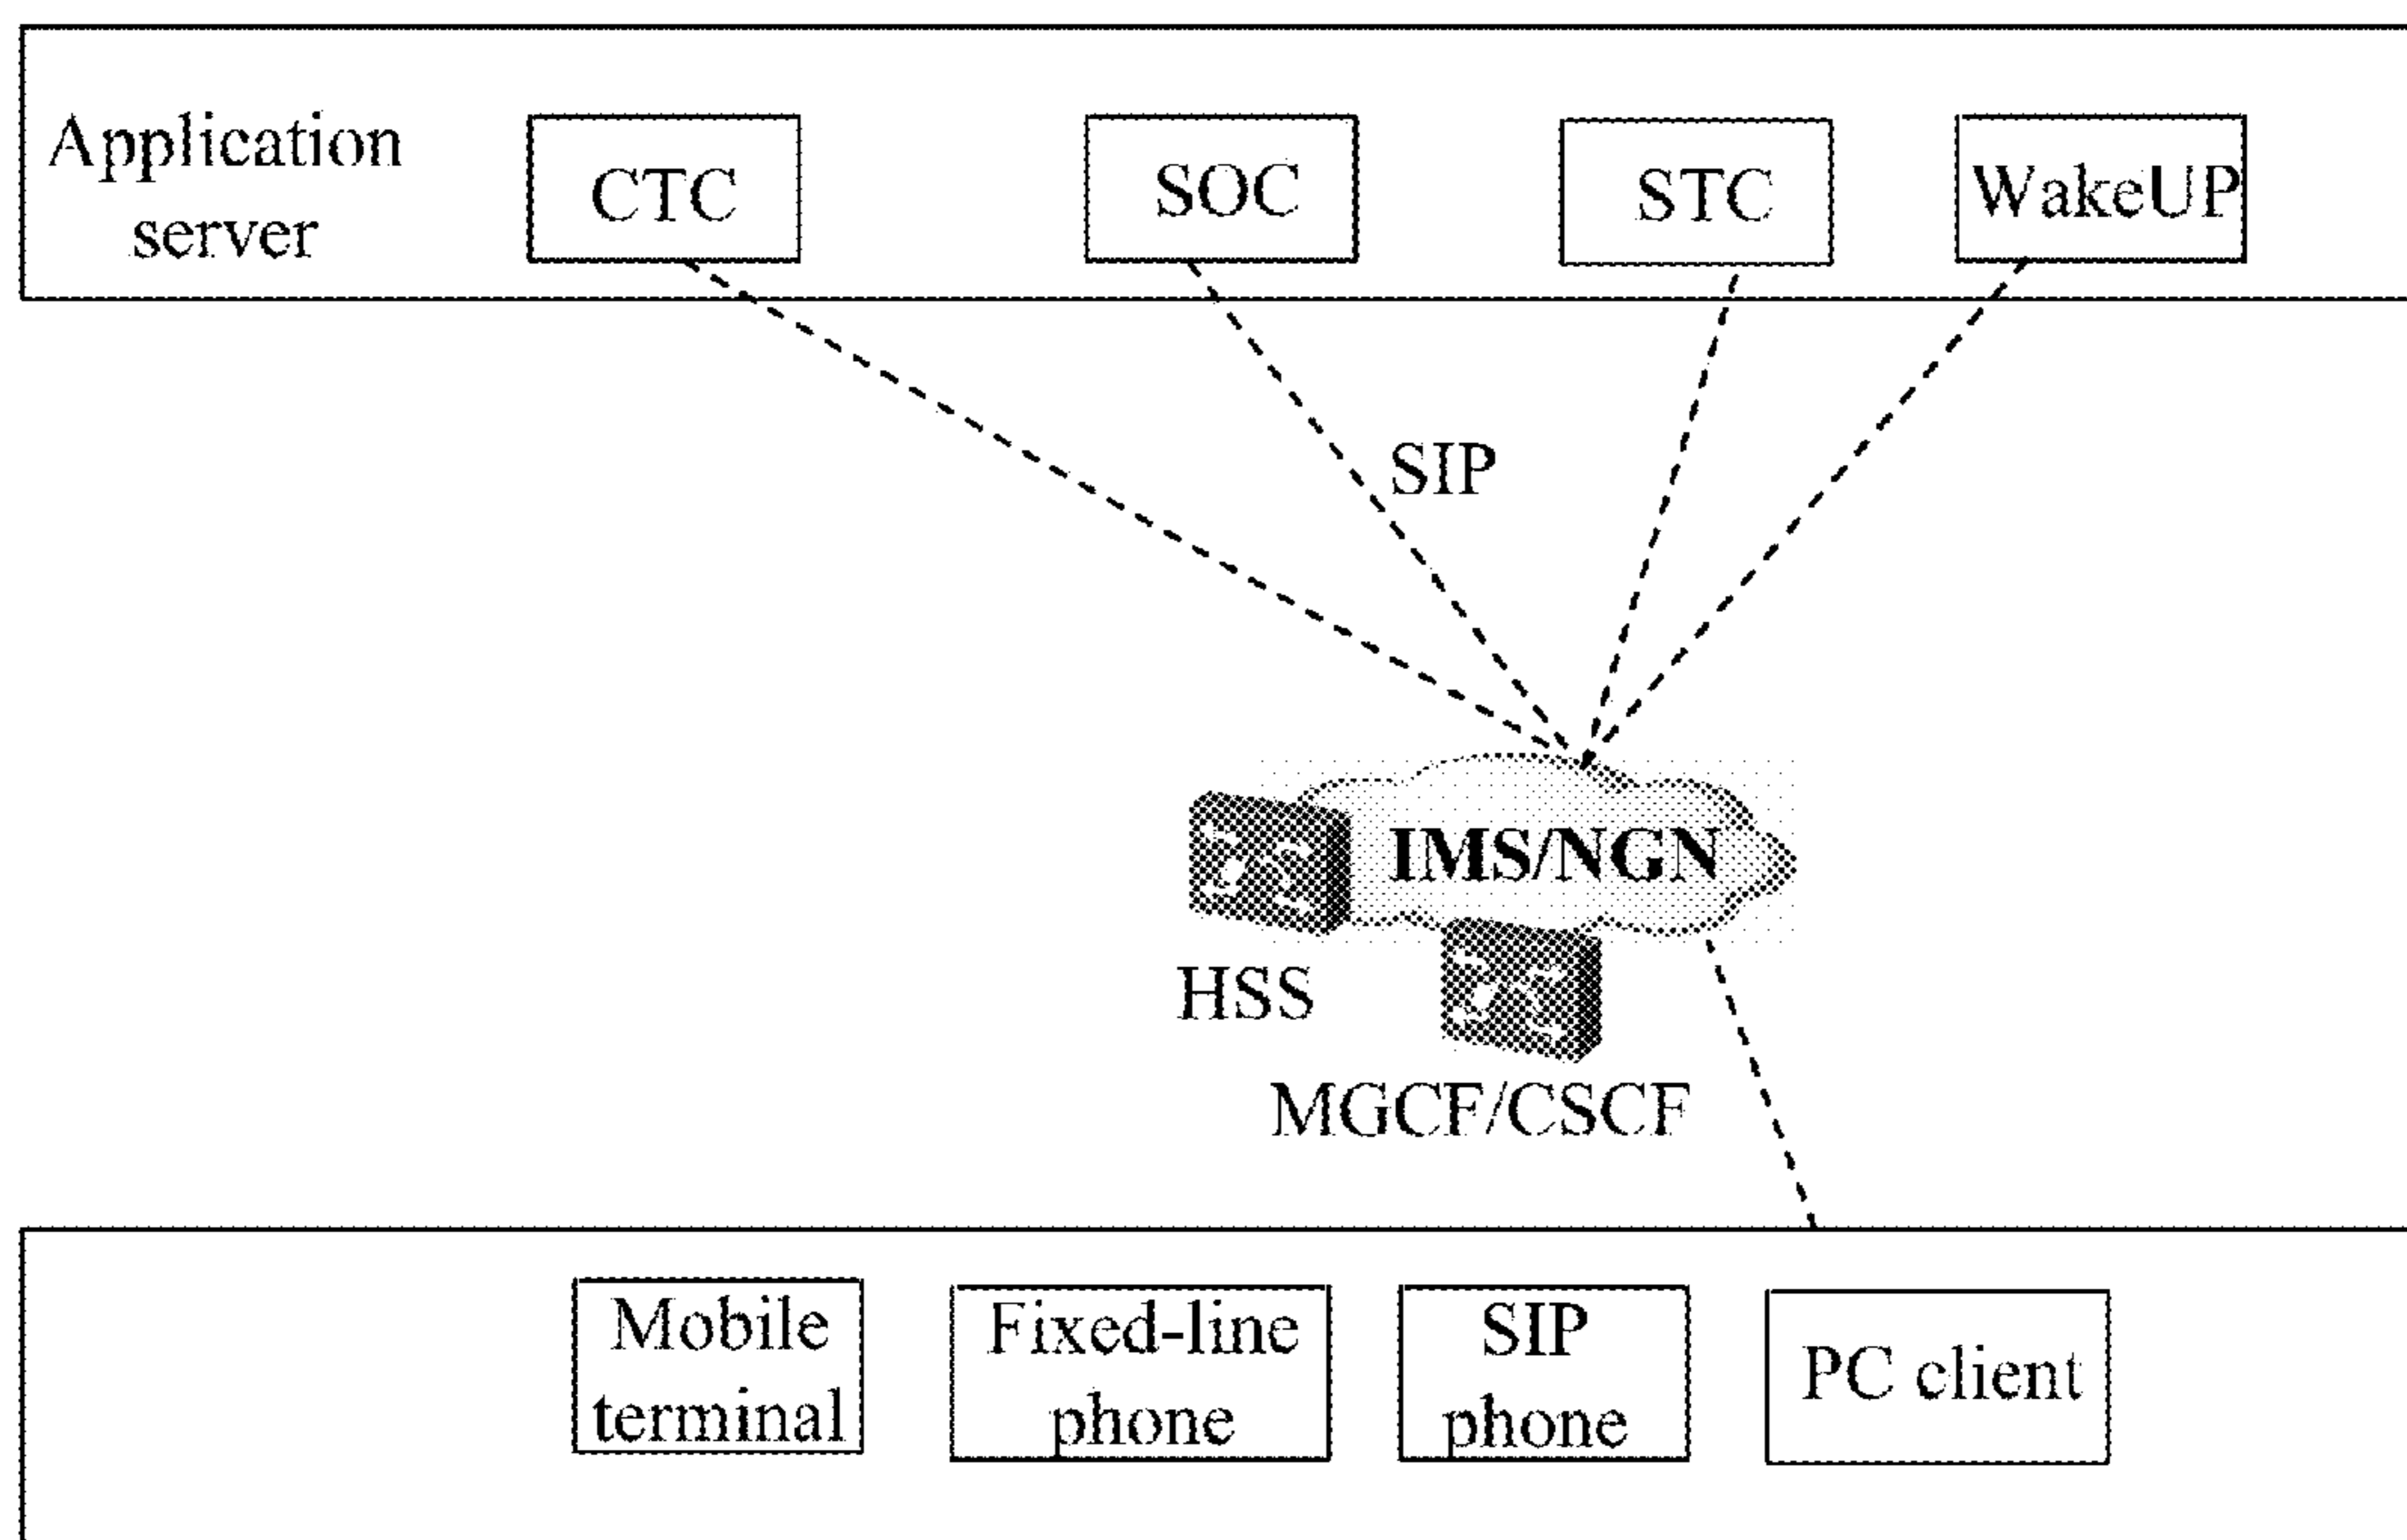 Application
server
CTC
SOC
STC
WakeUP
SIP
IMS/NGN
HSS
MGCF/CSCF
Mobile
terminal
Fixed-line
phone
SIP
phone
PC client